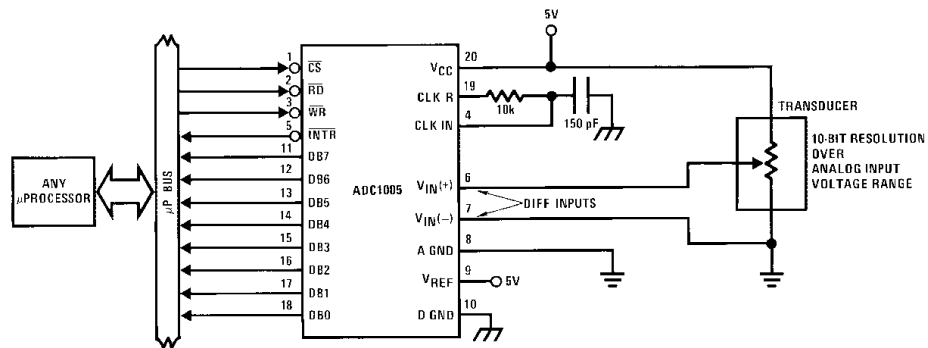 5V
1
CS
2
RD
3
WR
5
INTR
11
DB7
12
DB6
13
DB5
14
DB4
15
DB3
16
DB2
17
DB1
18
DB0
ANY
μPROCESSOR
μP BUS
ADC1005
20
VCC
19
CLK R
10k
4
CLK IN
150 pF
6
VIN(+)
DIFF INPUTS
7
VIN(−)
8
A GND
9
VREF
5V
10
D GND
TRANSDUCER
10-BIT RESOLUTION
OVER
ANALOG INPUT
VOLTAGE RANGE